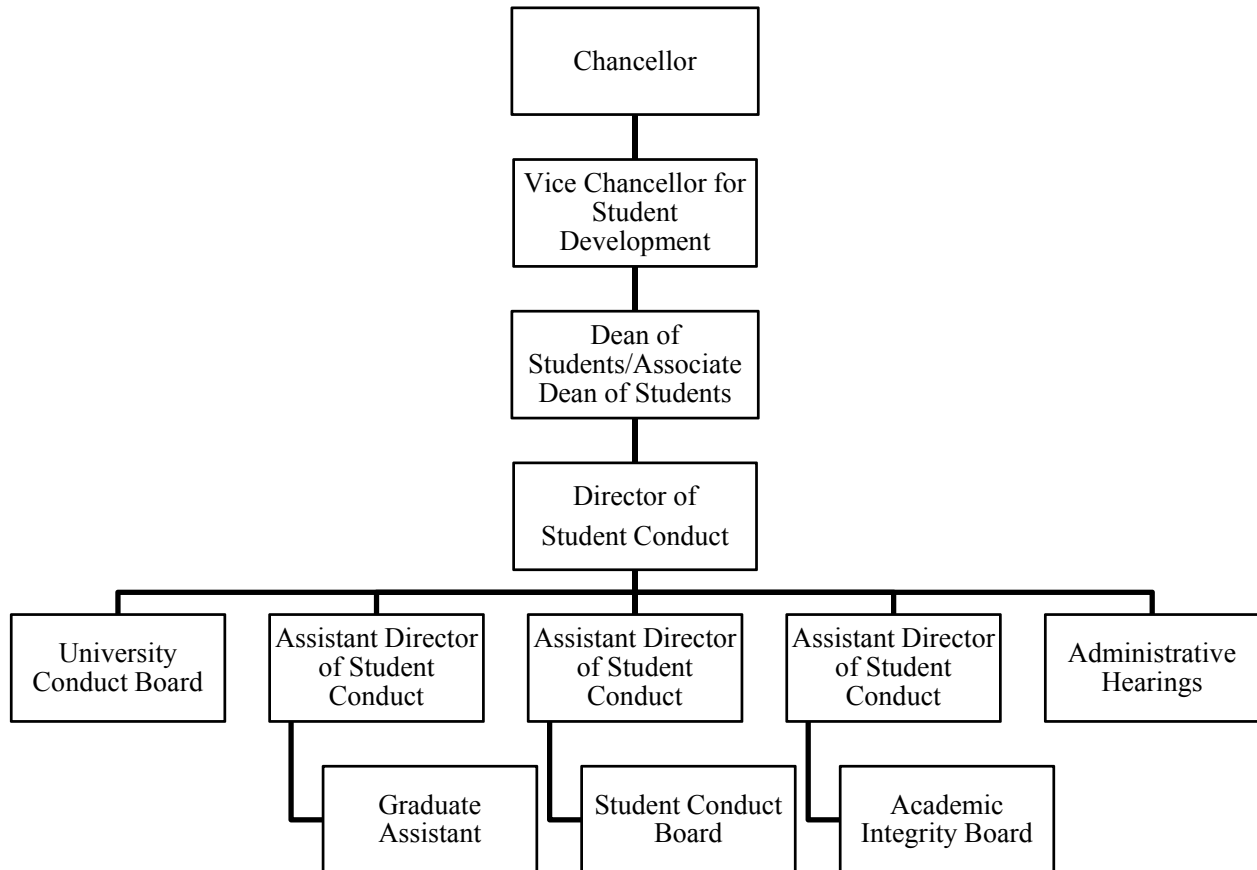 Chancellor
Vice Chancellor for
Student
Development
Dean of
Students/Associate
Dean of Students
Director of
Student Conduct
University
Conduct Board
Assistant Director
of Student
Conduct
Assistant Director
of Student
Conduct
Assistant Director
of Student
Conduct
Administrative
Hearings
Graduate
Assistant
Student Conduct
Board
Academic
Integrity Board